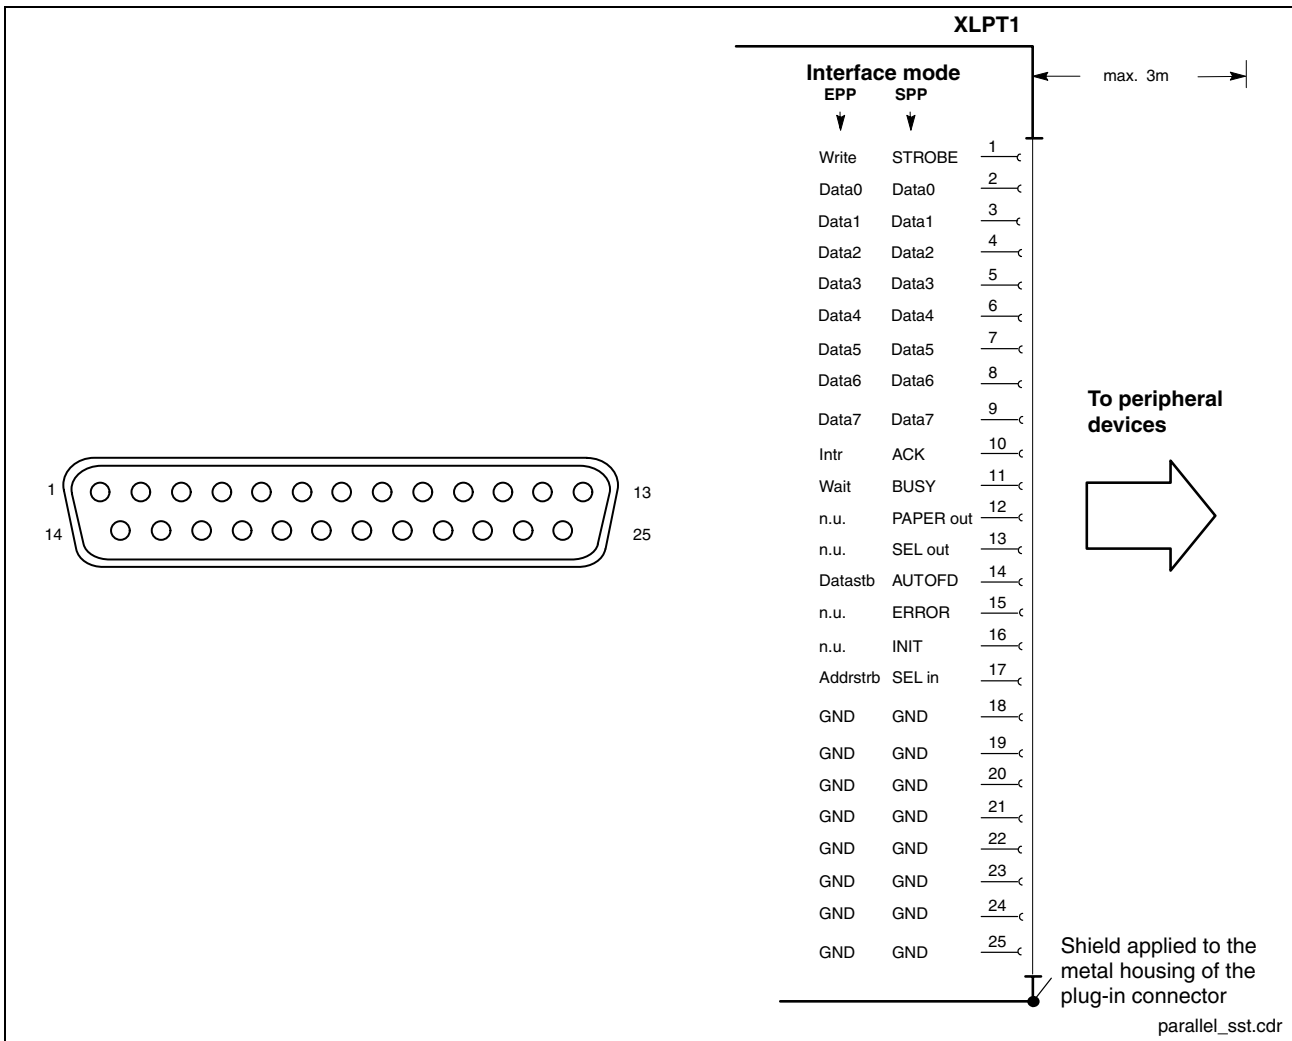 XLPT1
Interface mode
max. 3m
EPP SPP
Write STROBE 1
Data0 Data0 2
Data1 Data1 3
Data2 Data2 4
Data3 Data3 5
Data4 Data4 6
Data5 Data5 7
Data6 Data6 8
Data7 Data7 9
Intr ACK 10
Wait BUSY 11
n.u. PAPER out 12
n.u. SEL out 13
Datastb AUTOFD 14
n.u. ERROR 15
n.u. INIT 16
Addrstrb SEL in 17
GND GND 18
GND GND 19
GND GND 20
GND GND 21
GND GND 22
GND GND 23
GND GND 24
GND GND 25
1 13
14 25
To peripheral
devices
Shield applied to the
metal housing of the
plug-in connector
parallel_sst.cdr